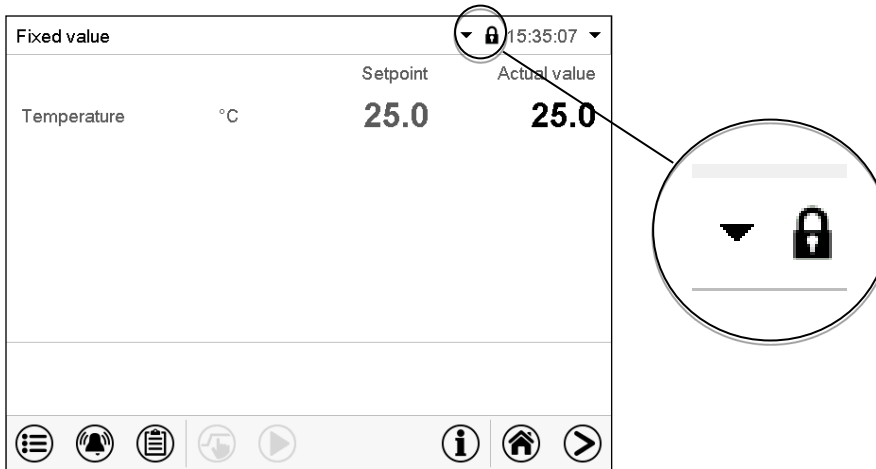 Fixed value 15:35:07
Setpoint Actual value
Temperature °C 25.0 25.0